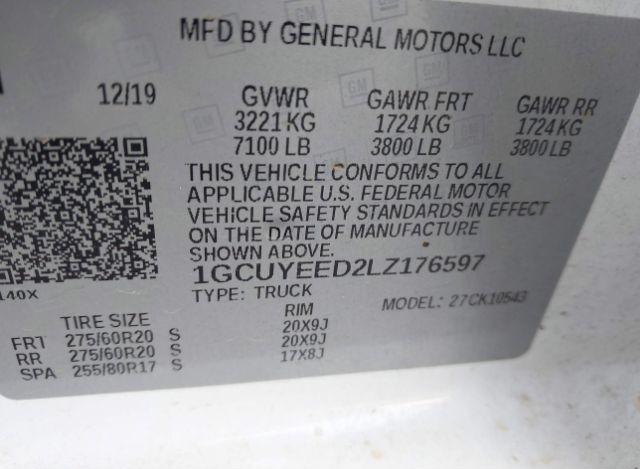 MFD BY GENERAL MOTORS LLC
12/19 GVWR GAWR FRT GAWR RR
3221 KG 1724 KG 1724 KG
7100 LB 3800 LB 3800 LB
THIS VEHICLE CONFORMS TO ALL
APPLICABLE U.S. FEDERAL MOTOR
VEHICLE SAFETY STANDARDS IN EFFECT
ON THE DATE OF MANUFACTURE
SHOWN ABOVE.
1GCUYEED2LZ176597
140X TYPE: TRUCK MODEL: 27CK10543
TIRE SIZE RIM
FRT 275/60R20 S 20X9J
RR 275/60R20 S 20X9J
SPA 255/80R17 S 17X8J